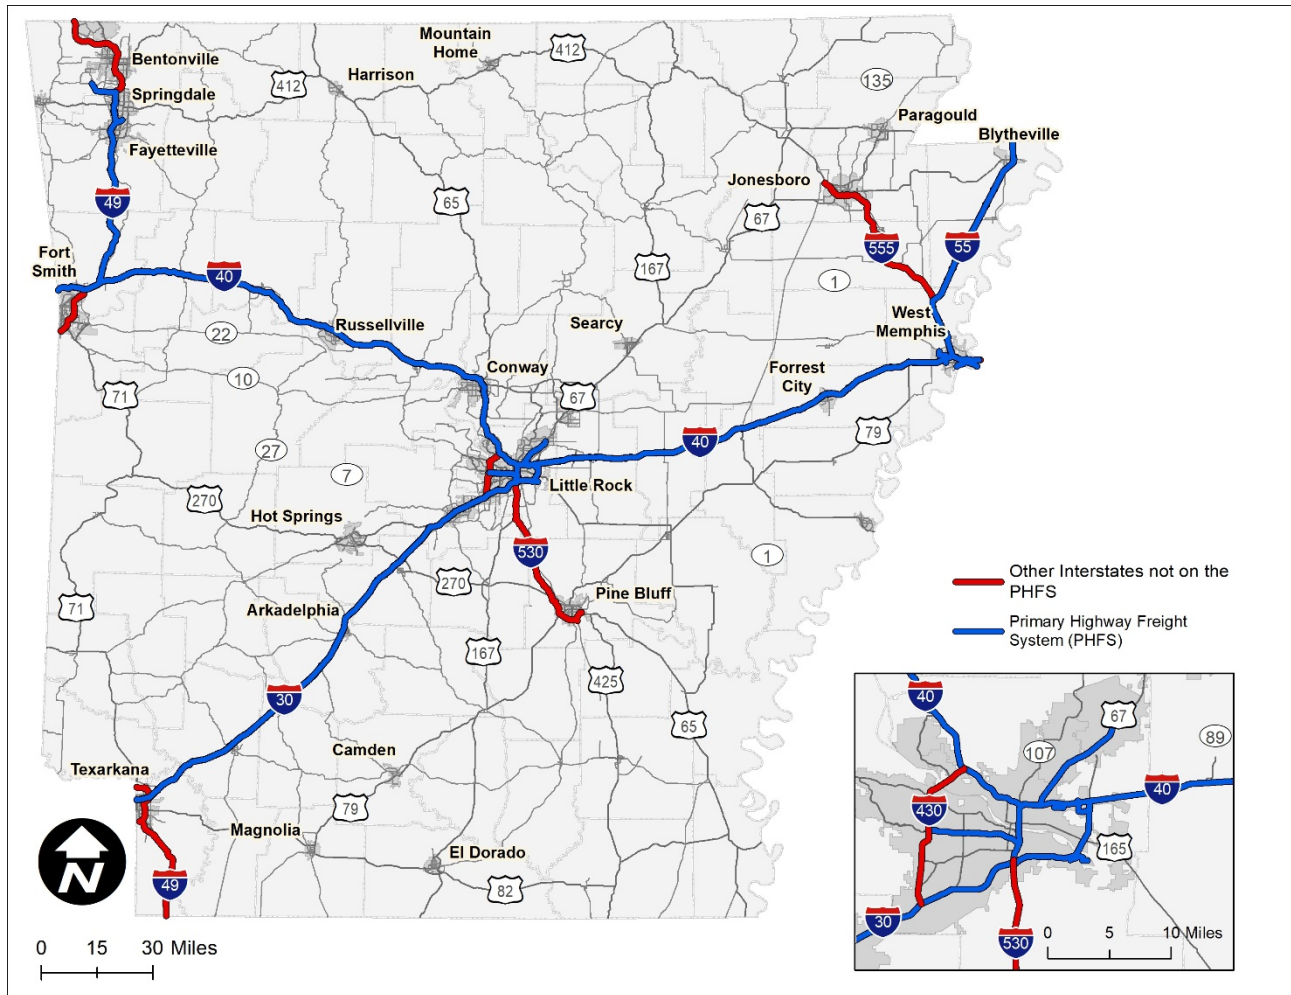 Bentonville
Springdale
Fayetteville
412
Harrison
Mountain
Home
412
135
Paragould
Blytheville
Jonesboro
49
65
67
555
55
Fort
Smith
40
167
1
22
Russellville
Searcy
West
Memphis
10
Conway
Forrest
City
71
67
79
27
40
7
270
Little Rock
Hot Springs
530
1
270
Pine Bluff
71
Arkadelphia
167
425
30
65
Camden
Texarkana
79
Magnolia
El Dorado
49
82
N
0 15 30 Miles
Other Interstates not on the
PHFS
Primary Highway Freight
System (PHFS)
40
67
107
89
40
430
165
30
530
0 5 10 Miles